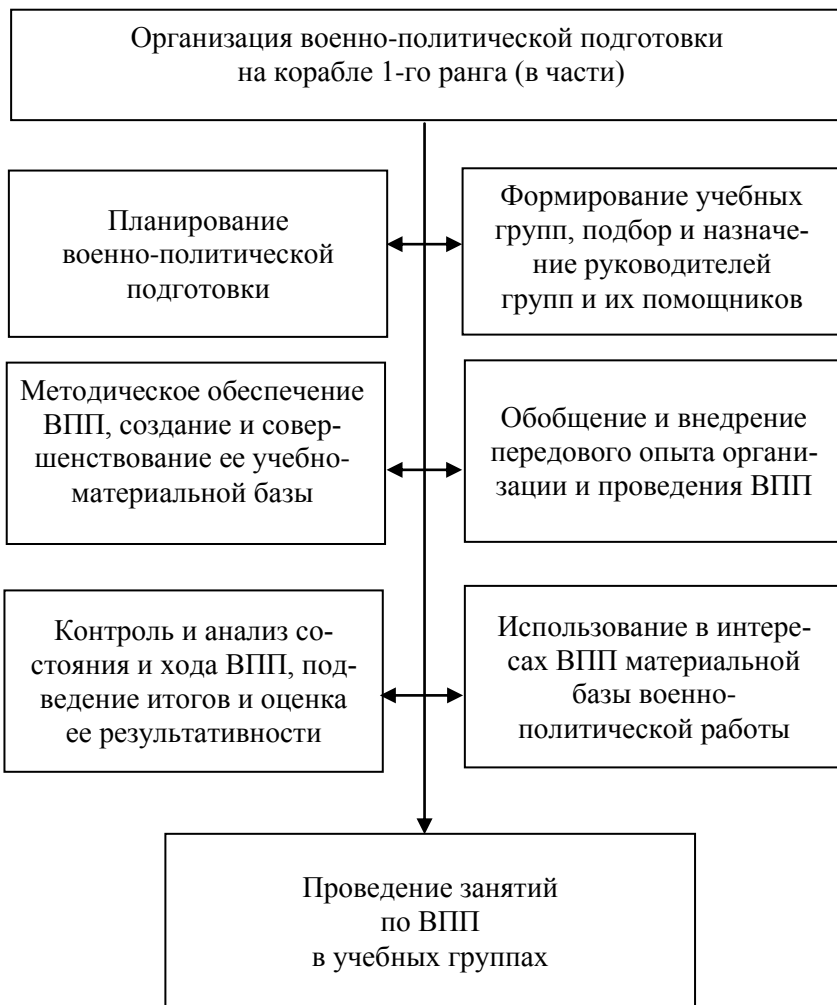 Организация военно-политической подготовки
на корабле 1-го ранга (в части)
Планирование
военно-политической
подготовки
Формирование учебных
групп, подбор и назначе-
ние руководителей
групп и их помощников
Методическое обеспечение
ВПП, создание и совер-
шенствование ее учебно-
материальной базы
Обобщение и внедрение
передового опыта органи-
зации и проведения ВПП
Контроль и анализ со-
стояния и хода ВПП, под-
ведение итогов и оценка
ее результативности
Использование в интере-
сах ВПП материальной
базы военно-
политической работы
Проведение занятий
по ВПП
в учебных группах